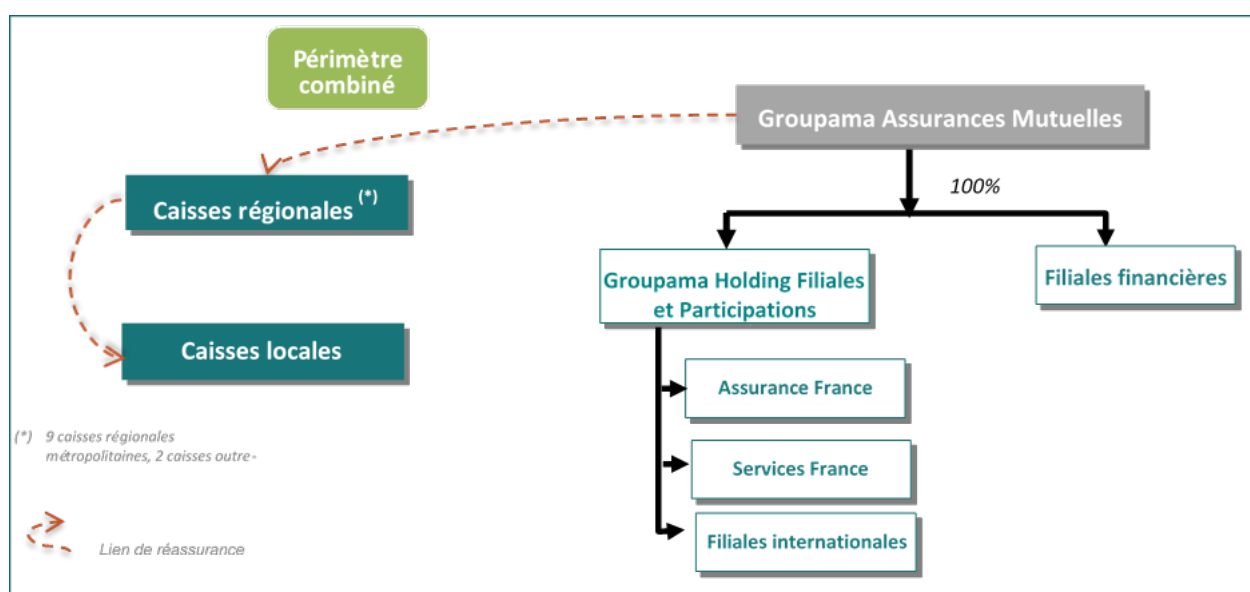 Périmètre
combiné
Groupama Assurances Mutuelles
100%
Caisses régionales (*)
Groupama Holding Filiales
et Participations
Filiales financières
Caisses locales
Assurance France
(*) 9 caisses régionales
métropolitaines, 2 caisses outre-
Services France
Filiales internationales
Lien de réassurance